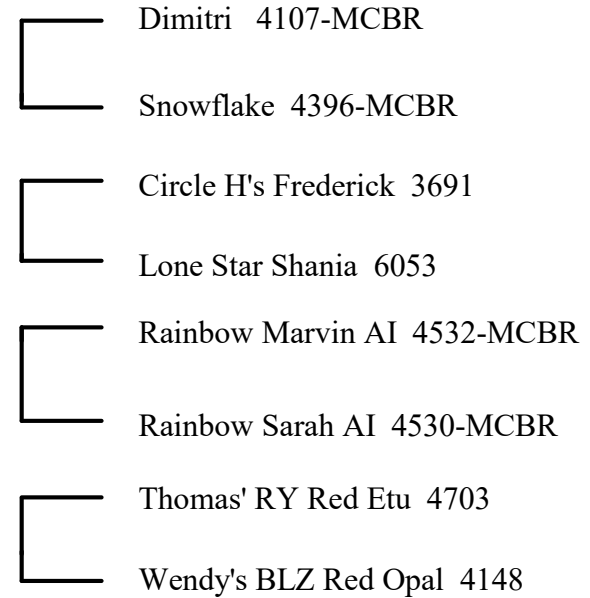 Dimitri 4107-MCBR
Snowflake 4396-MCBR
Circle H's Frederick 3691
Lone Star Shania 6053
Rainbow Marvin AI 4532-MCBR
Rainbow Sarah AI 4530-MCBR
Thomas' RY Red Etu 4703
Wendy's BLZ Red Opal 4148